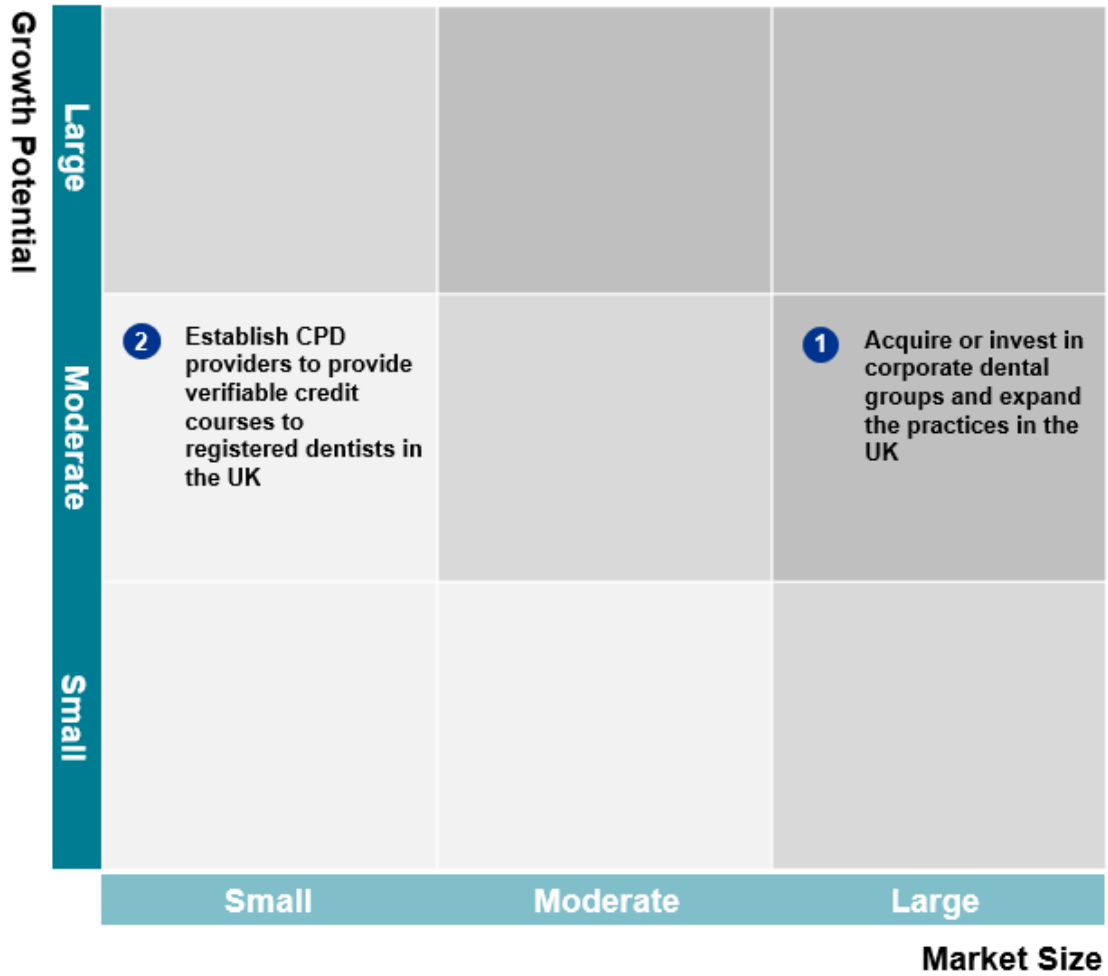 Growth Potential
Large
Moderate
Small
2
Establish CPD
providers to provide
verifiable credit
courses to
registered dentists in
the UK
1
Acquire or invest in
corporate dental
groups and expand
the practices in the
UK
Small
Moderate
Large
Market Size